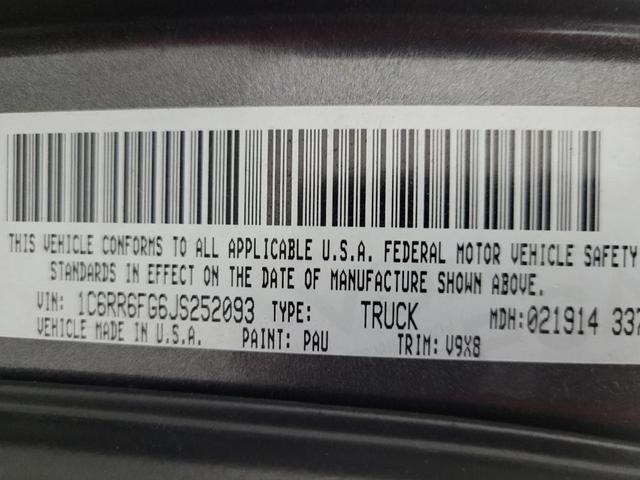 THIS VEHICLE CONFORMS TO ALL APPLICABLE U.S.A. FEDERAL MOTOR VEHICLE SAFETY
STANDARDS IN EFFECT ON THE DATE OF MANUFACTURE SHOWN ABOVE.
VIN: 1C6RR6FG6JS252093 TYPE: TRUCK MDH:021914 337
VEHICLE MADE IN U.S.A. PAINT: PAU TRIM: V9X8